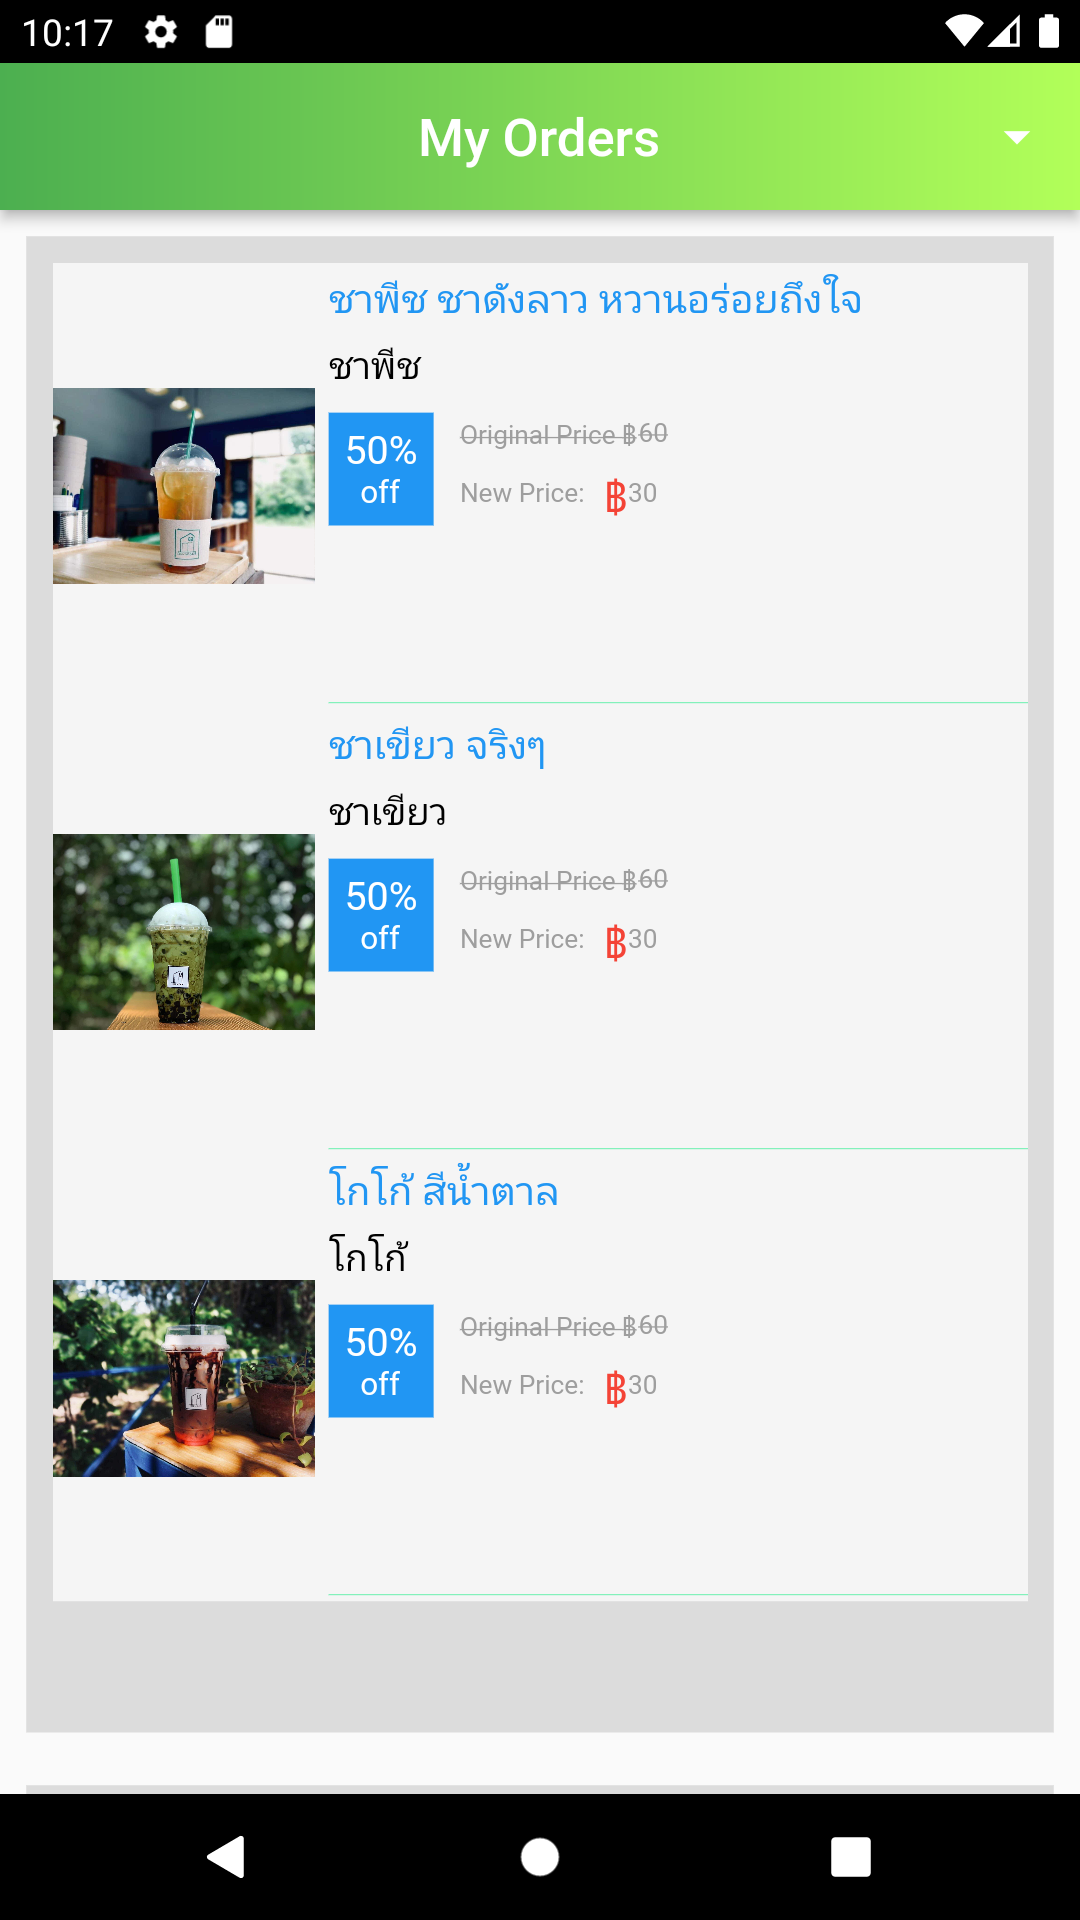 10:17
My Orders
ชาพีช ชาดังลาว หวานอร่อยถึงใจ
ชาพีช
50% off
Original Price ฿60
New Price: ฿30
ชาเขียว จริงๆ
ชาเขียว
50% off
Original Price ฿60
New Price: ฿30
โกโก้ สีน้ำตาล
โกโก้
50% off
Original Price ฿60
New Price: ฿30